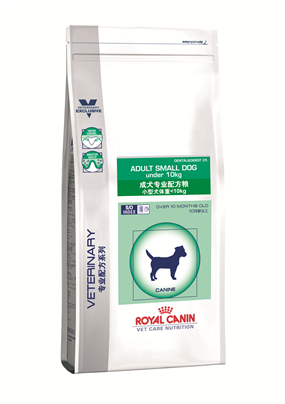 VETERINARY
EXCLUSIVE
DENTAL&DIGEST 25
ADULT SMALL DOG
under 10kg
成犬专业配方粮
小型犬体重<10kg
S/O
INDEX
OVER 10 MONTHS OLD
10月龄以上
VETERINARY
专业配方系列
CANINE
ROYAL CANIN
VET CARE NUTRITION